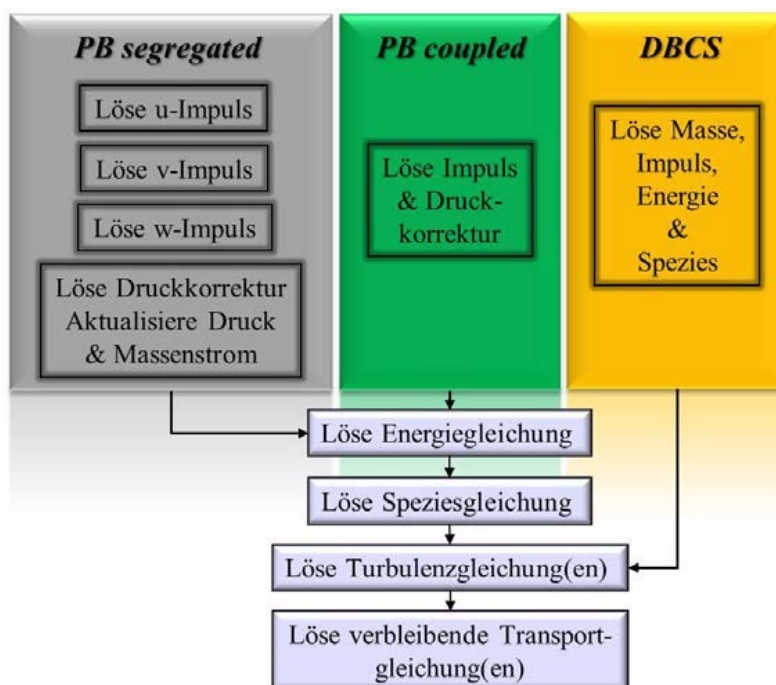 PB segregated
Löse u-Impuls
Löse v-Impuls
Löse w-Impuls
Löse Druckkorrektur
Aktualisiere Druck
& Massenstrom
PB coupled
Löse Impuls
& Druck-
korrektur
DBCS
Löse Masse,
Impuls,
Energie
&
Spezies
Löse Energiegleichung
Löse Speziesgleichung
Löse Turbulenzgleichung(en)
Löse verbleibende Transport-
gleichung(en)